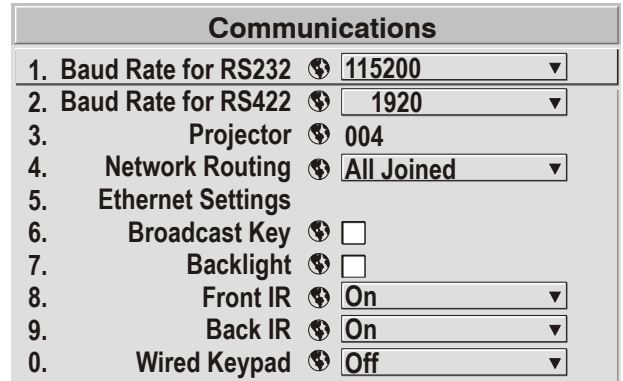 Communications
1. Baud Rate for RS232 115200
2. Baud Rate for RS422 1920
3. Projector 004
4. Network Routing All Joined
5. Ethernet Settings
6. Broadcast Key
7. Backlight
8. Front IR On
9. Back IR On
0. Wired Keypad Off